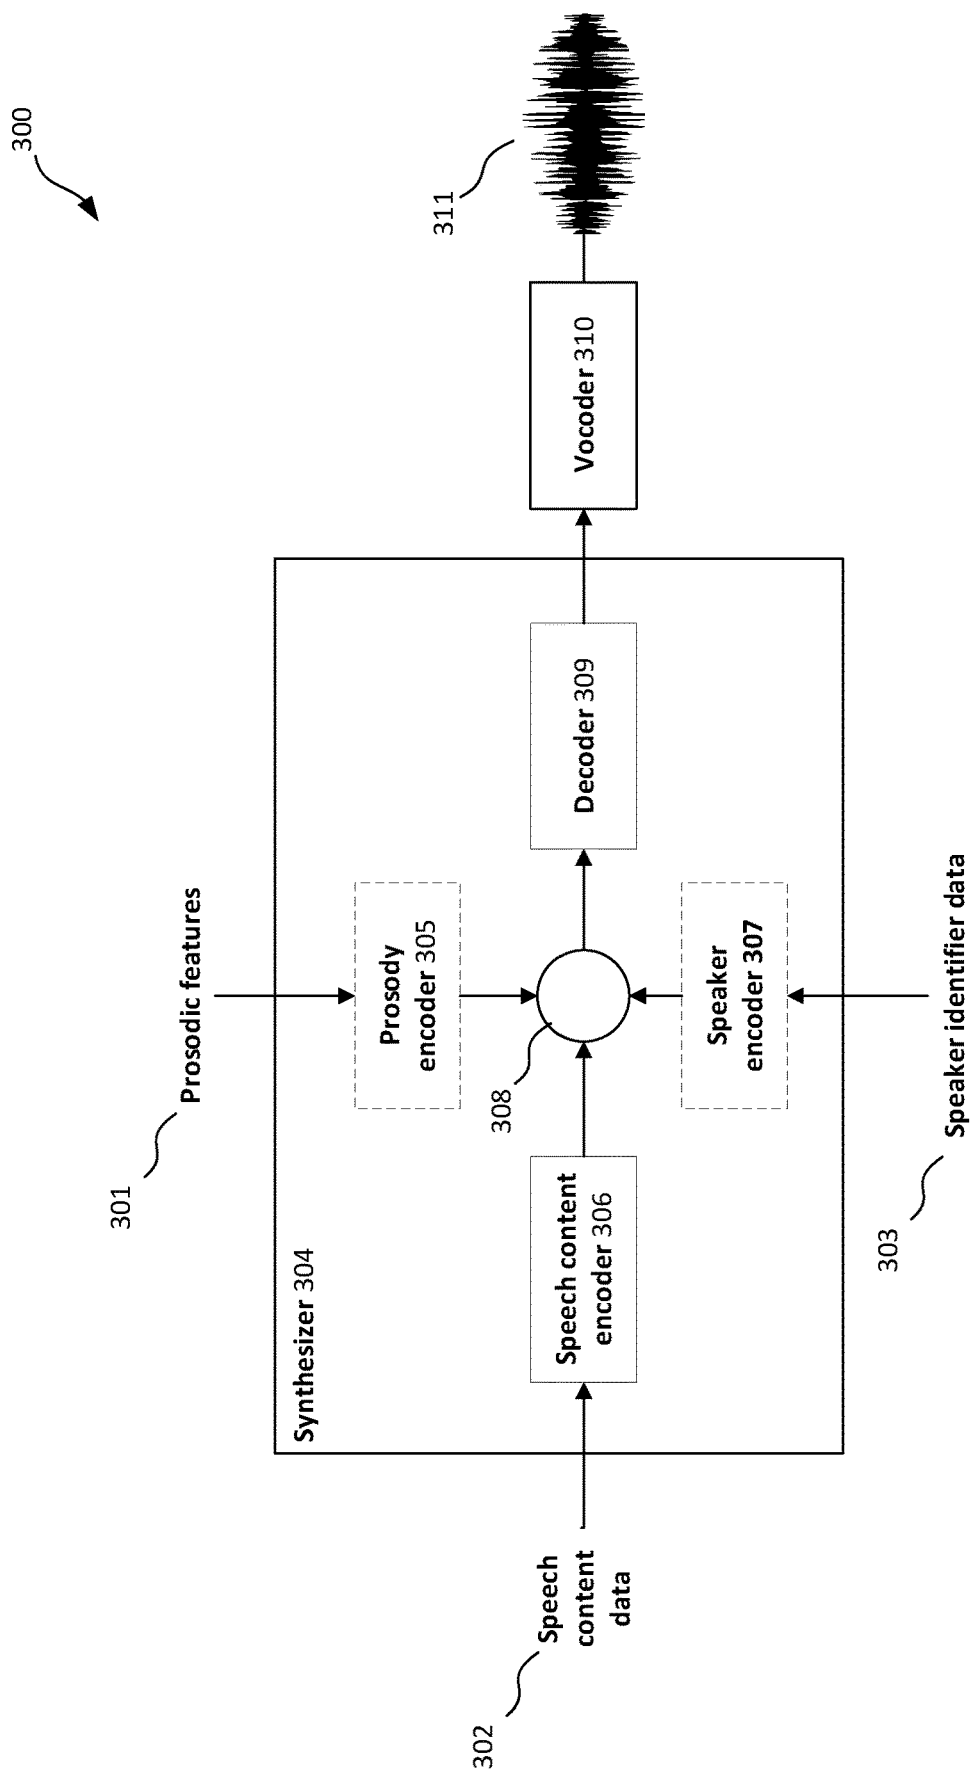 300
301
Prosodic features
Synthesizer 304
Prosody
encoder 305
302
Speech
content
data
Speech content
encoder 306
308
Decoder 309
Vocoder 310
311
Speaker
encoder 307
303
Speaker identifier data